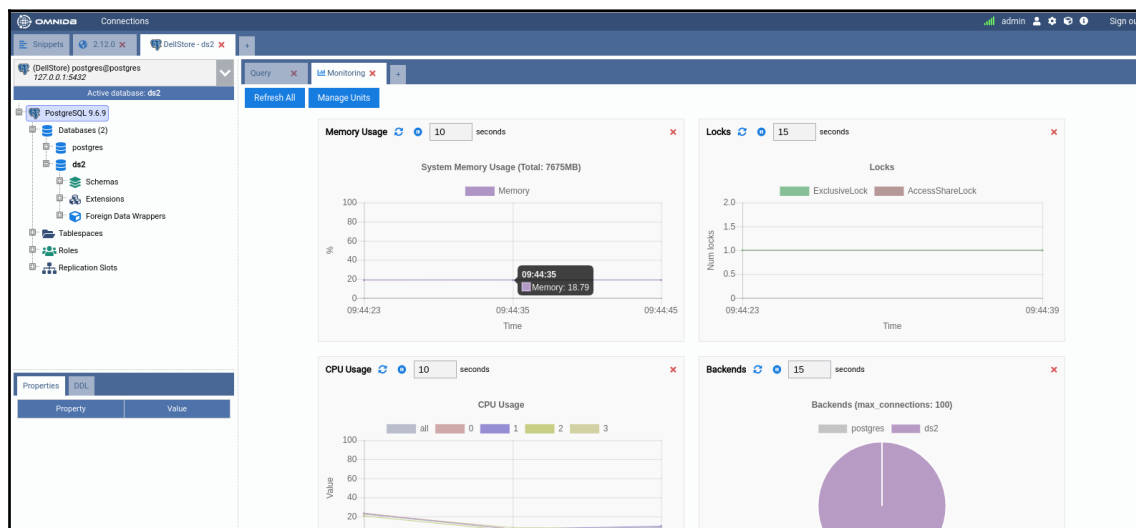 OMNIDB Connections admin Sign ou
Snippets 2.12.0 DellStore - ds2 +
(DellStore) postgres@postgres
127.0.0.1:5432
Active database: ds2
PostgreSQL 9.6.9
Databases (2)
postgres
ds2
Schemas
Extensions
Foreign Data Wrappers
Tablespaces
Roles
Replication Slots
Properties DDL
Property Value
Query Monitoring +
Refresh All Manage Units
Memory Usage 10 seconds
System Memory Usage (Total: 7675MB)
Memory
100
80
60
40
20
0
%
09:44:35
Memory: 18.79
09:44:23 09:44:35 09:44:45
Time
Locks 15 seconds
Locks
ExclusiveLock AccessShareLock
2.0
1.5
1.0
0.5
0
Num locks
09:44:23 09:44:39
Time
CPU Usage 10 seconds
CPU Usage
all 0 1 2 3
100
80
60
40
20
Value
Backends 15 seconds
Backends (max_connections: 100)
postgres ds2